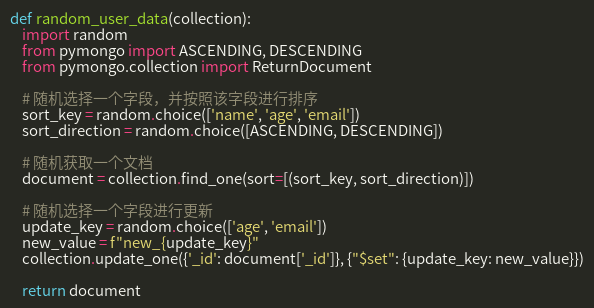 def random_user_data(collection):
    import random
    from pymongo import ASCENDING, DESCENDING
    from pymongo.collection import ReturnDocument

    # 随机选择一个字段，并按照该字段进行排序
    sort_key = random.choice(['name', 'age', 'email'])
    sort_direction = random.choice([ASCENDING, DESCENDING])

    # 随机获取一个文档
    document = collection.find_one(sort=[(sort_key, sort_direction)])

    # 随机选择一个字段进行更新
    update_key = random.choice(['age', 'email'])
    new_value = f"new_{update_key}"
    collection.update_one({'_id': document['_id']}, {"$set": {update_key: new_value}})

    return document